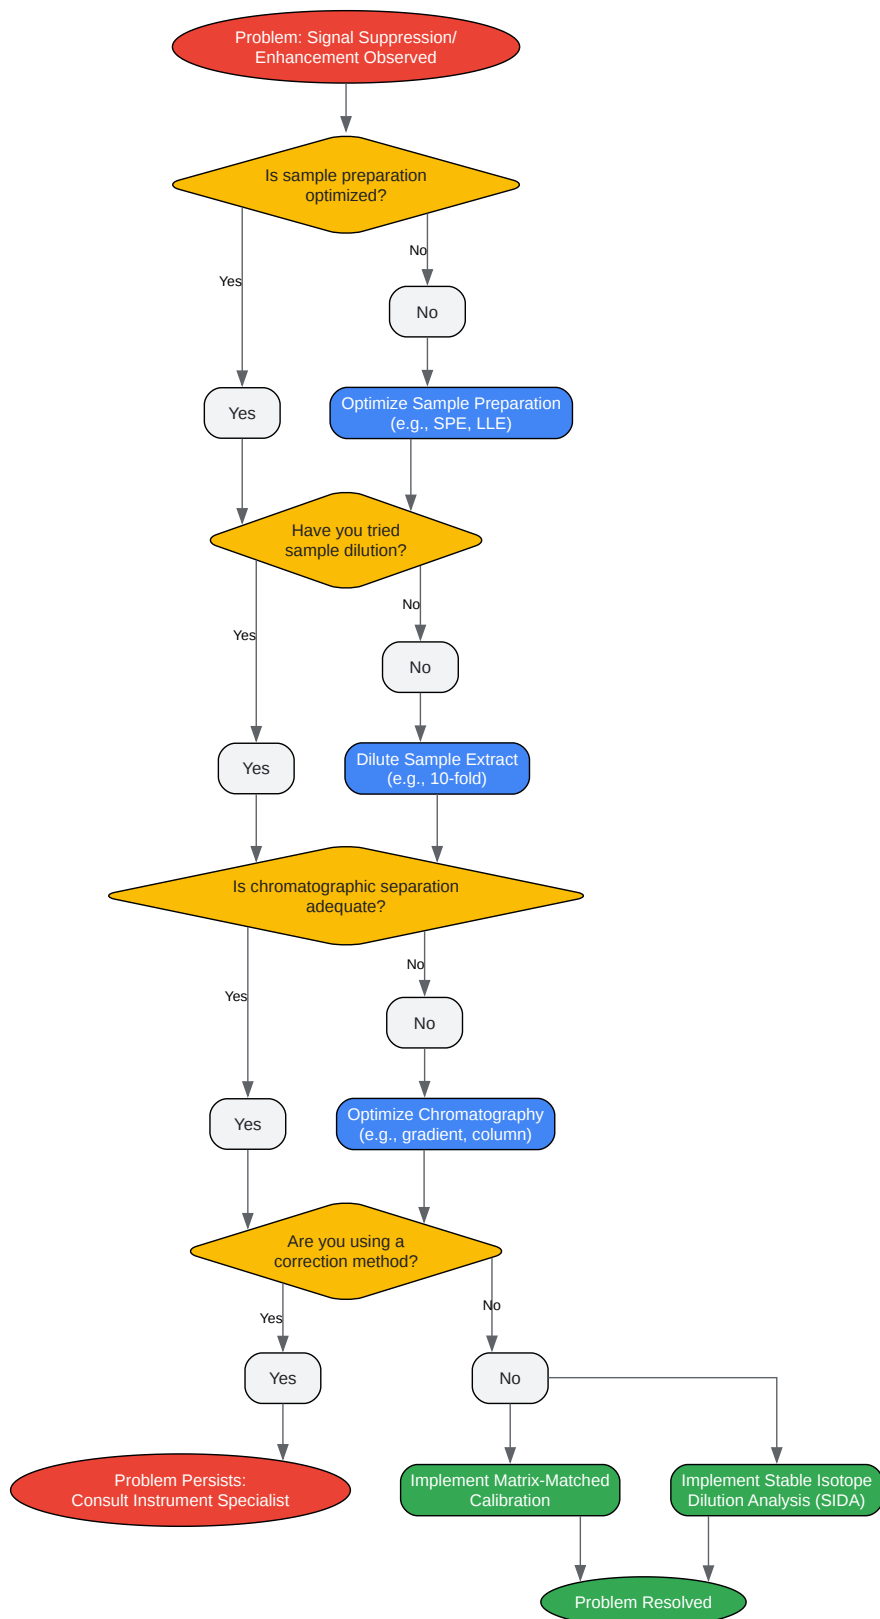 Problem: Signal Suppression/
Enhancement Observed
Is sample preparation
optimized?
No
Yes
No
Yes
Optimize Sample Preparation
(e.g., SPE, LLE)
Have you tried
sample dilution?
No
Yes
No
Yes
Dilute Sample Extract
(e.g., 10-fold)
Is chromatographic separation
adequate?
No
Yes
No
Yes
Optimize Chromatography
(e.g., gradient, column)
Are you using a
correction method?
No
Yes
Yes
No
Problem Persists:
Consult Instrument Specialist
Implement Matrix-Matched
Calibration
Implement Stable Isotope
Dilution Analysis (SIDA)
Problem Resolved